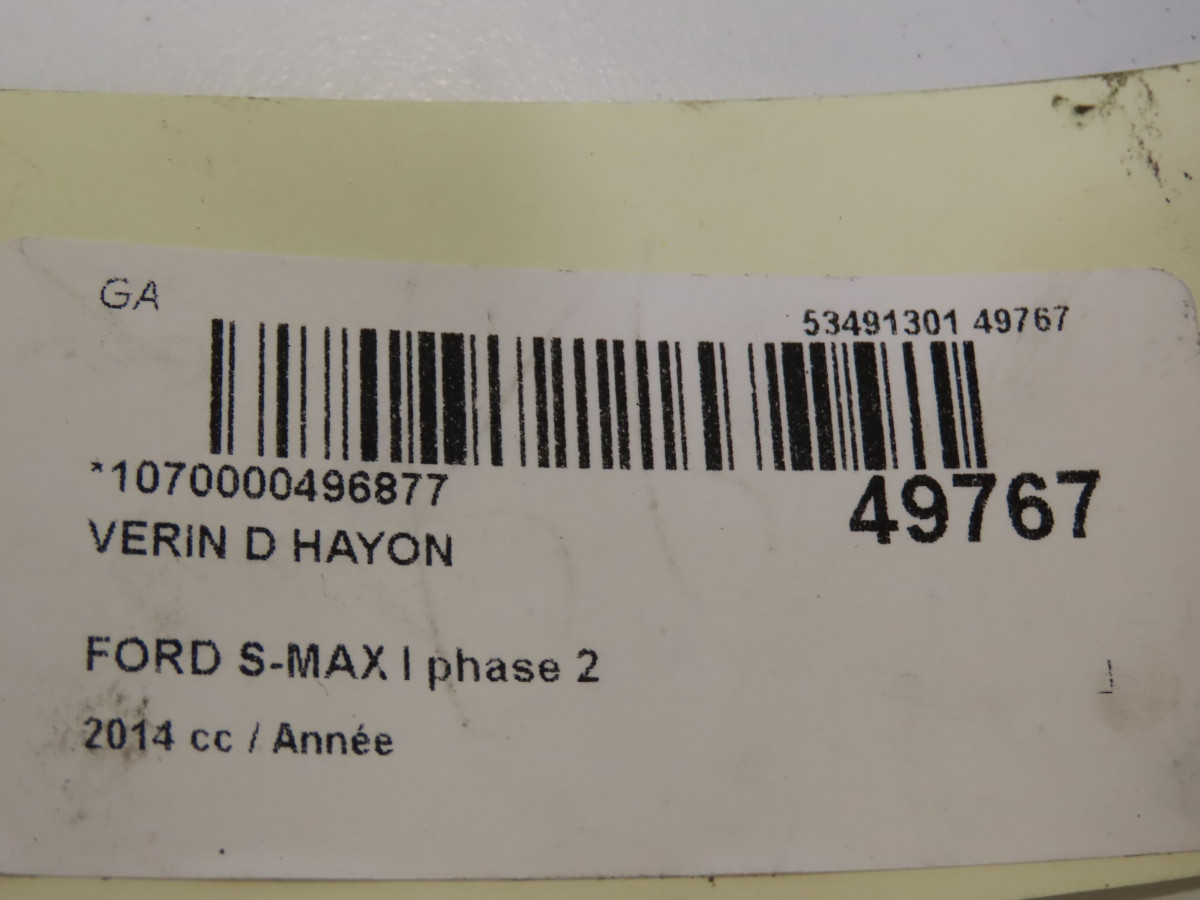 GA
53491301 49767
*1070000496877
49767
VERIN D HAYON
FORD S-MAX I phase 2
2014 cc / Année